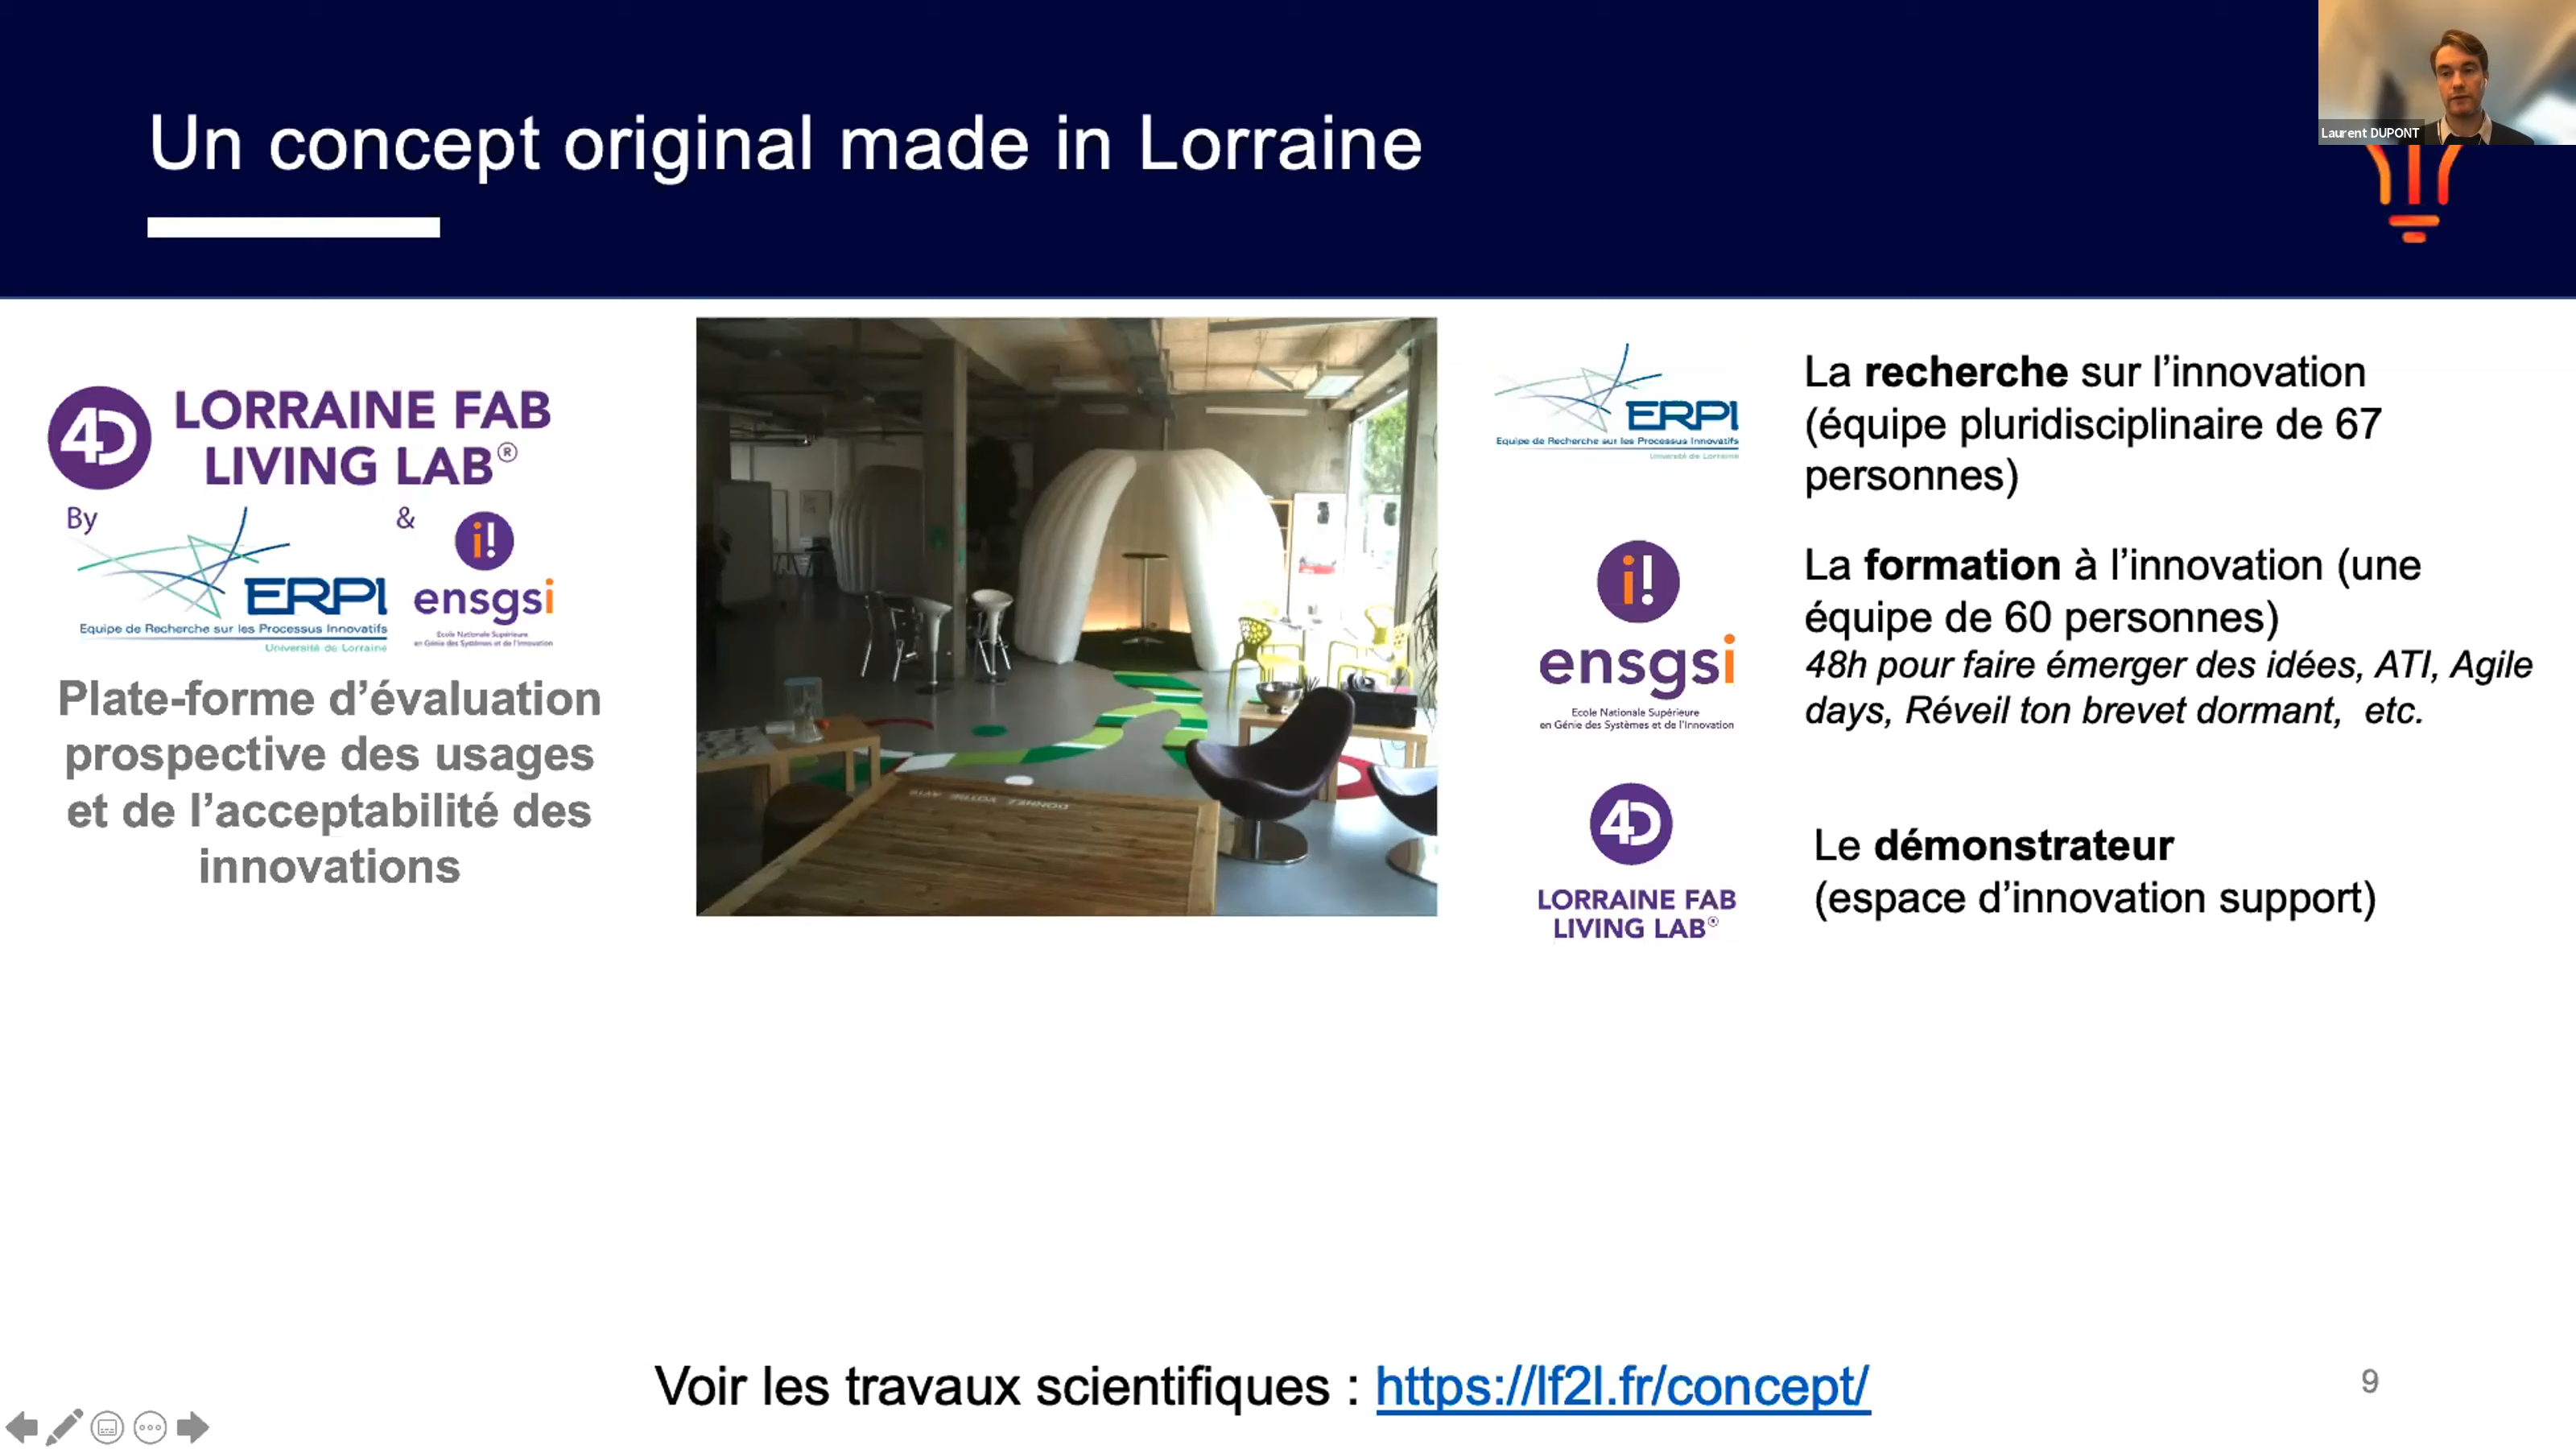 Un concept original made in Lorraine
Laurent DUPONT
4D
LORRAINE FAB
LIVING LAB®
By
&
i!
ERPI
Equipe de Recherche sur les Processus Innovatifs
Université de Lorraine
ensgsi
Ecole Nationale Supérieure
en Génie des Systèmes et de l'Innovation
Plate-forme d’évaluation
prospective des usages
et de l’acceptabilité des
innovations
DONNEZ VOTRE AVIS
ERPI
Equipe de Recherche sur les Processus Innovatifs
Université de Lorraine
La recherche sur l’innovation
(équipe pluridisciplinaire de 67
personnes)
i!
ensgsi
Ecole Nationale Supérieure
en Génie des Systèmes et de l'Innovation
La formation à l’innovation (une
équipe de 60 personnes)
48h pour faire émerger des idées, ATI, Agile
days, Réveil ton brevet dormant,  etc.
4D
LORRAINE FAB
LIVING LAB®
Le démonstrateur
(espace d’innovation support)
Voir les travaux scientifiques : https://lf2l.fr/concept/
9